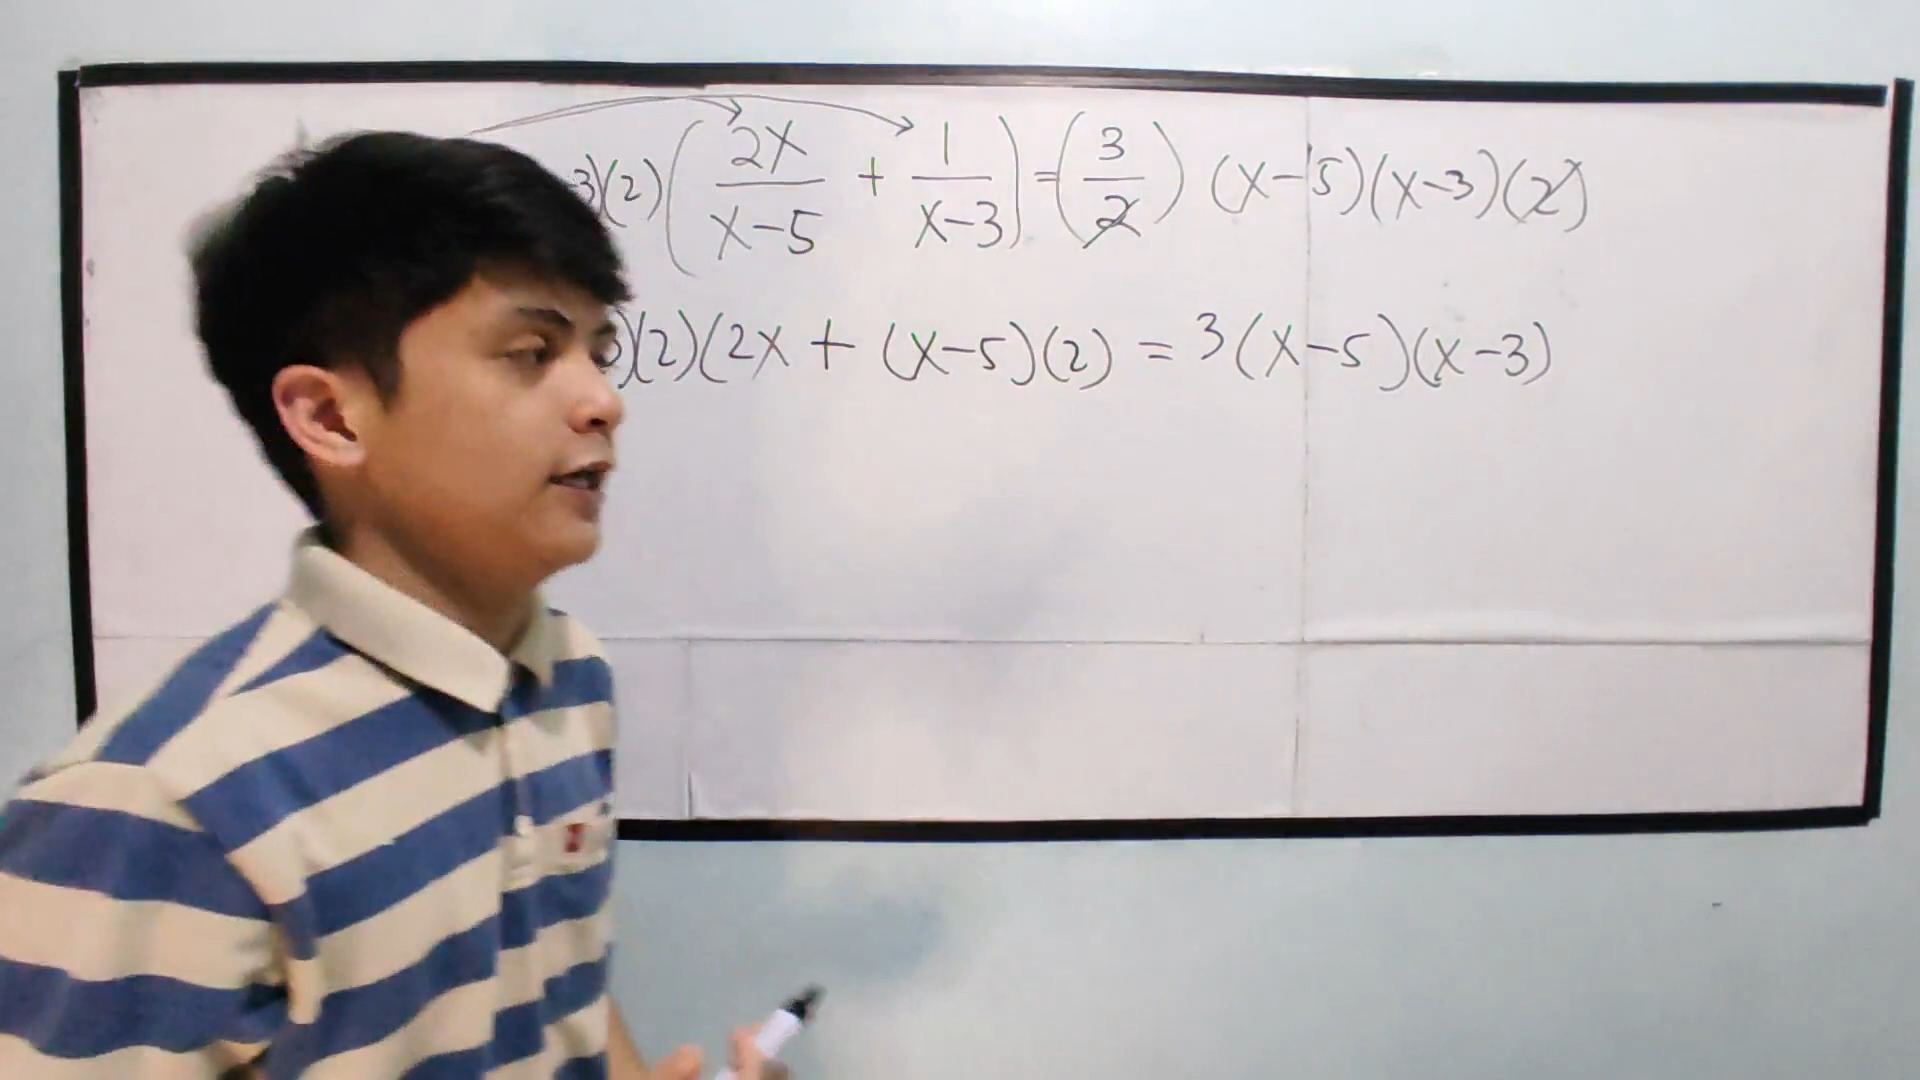 -3)(2)(2x/x-5 + 1/x-3)=(3/2) (x-5)(x-3)(2)
3)(2)(2x + (x-5)(2) = 3(x-5)(x-3)